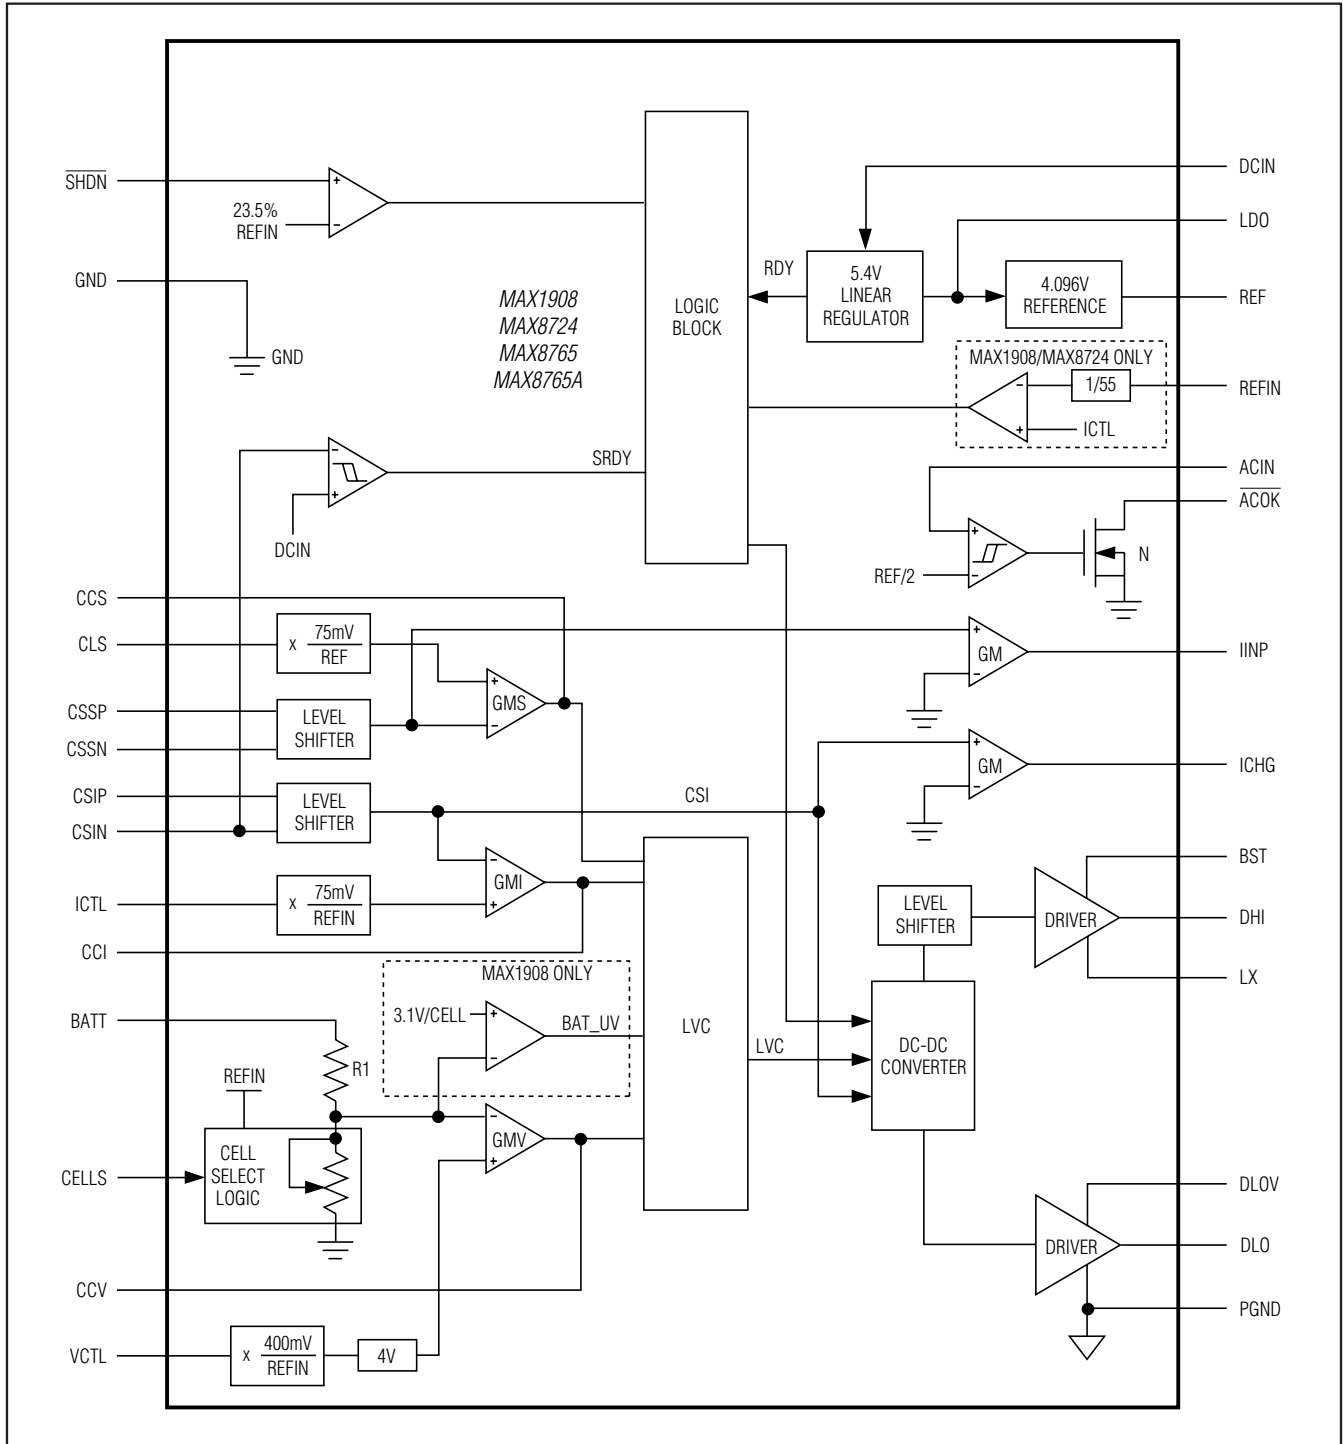 SHDN
23.5%
REFIN
+
−
GND
GND
MAX1908
MAX8724
MAX8765
MAX8765A
LOGIC
BLOCK
RDY
5.4V
LINEAR
REGULATOR
4.096V
REFERENCE
DCIN
LDO
REF
MAX1908/MAX8724 ONLY
−
1/55
+
ICTL
REFIN
−
+
SRDY
DCIN
ACIN
ACOK
+
−
REF/2
N
CCS
CLS
x 75mV
REF
+
GMS
−
CSSP
CSSN
LEVEL
SHIFTER
+
GM
−
IINP
CSIP
CSIN
LEVEL
SHIFTER
CSI
+
GM
−
ICHG
−
GMI
+
ICTL
x 75mV
REFIN
CCI
LVC
LEVEL
SHIFTER
DRIVER
BST
DHI
LX
MAX1908 ONLY
3.1V/CELL
+
−
BAT_UV
BATT
R1
REFIN
LVC
DC-DC
CONVERTER
CELLS
CELL
SELECT
LOGIC
−
GMV
+
DRIVER
DLOV
DLO
PGND
CCV
VCTL
x 400mV
REFIN
4V